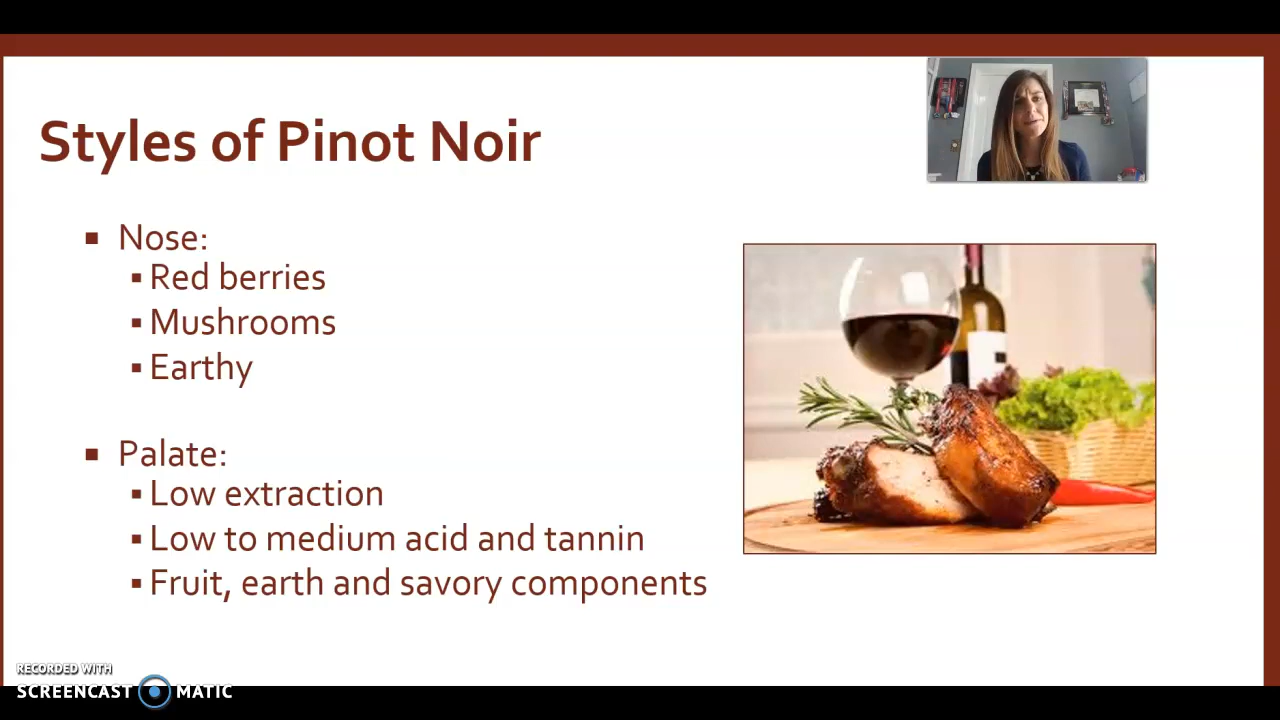 Styles of Pinot Noir
Nose:
Red berries
Mushrooms
Earthy
Palate:
Low extraction
Low to medium acid and tannin
Fruit, earth and savory components
RECORDED WITH
SCREENCAST MATIC